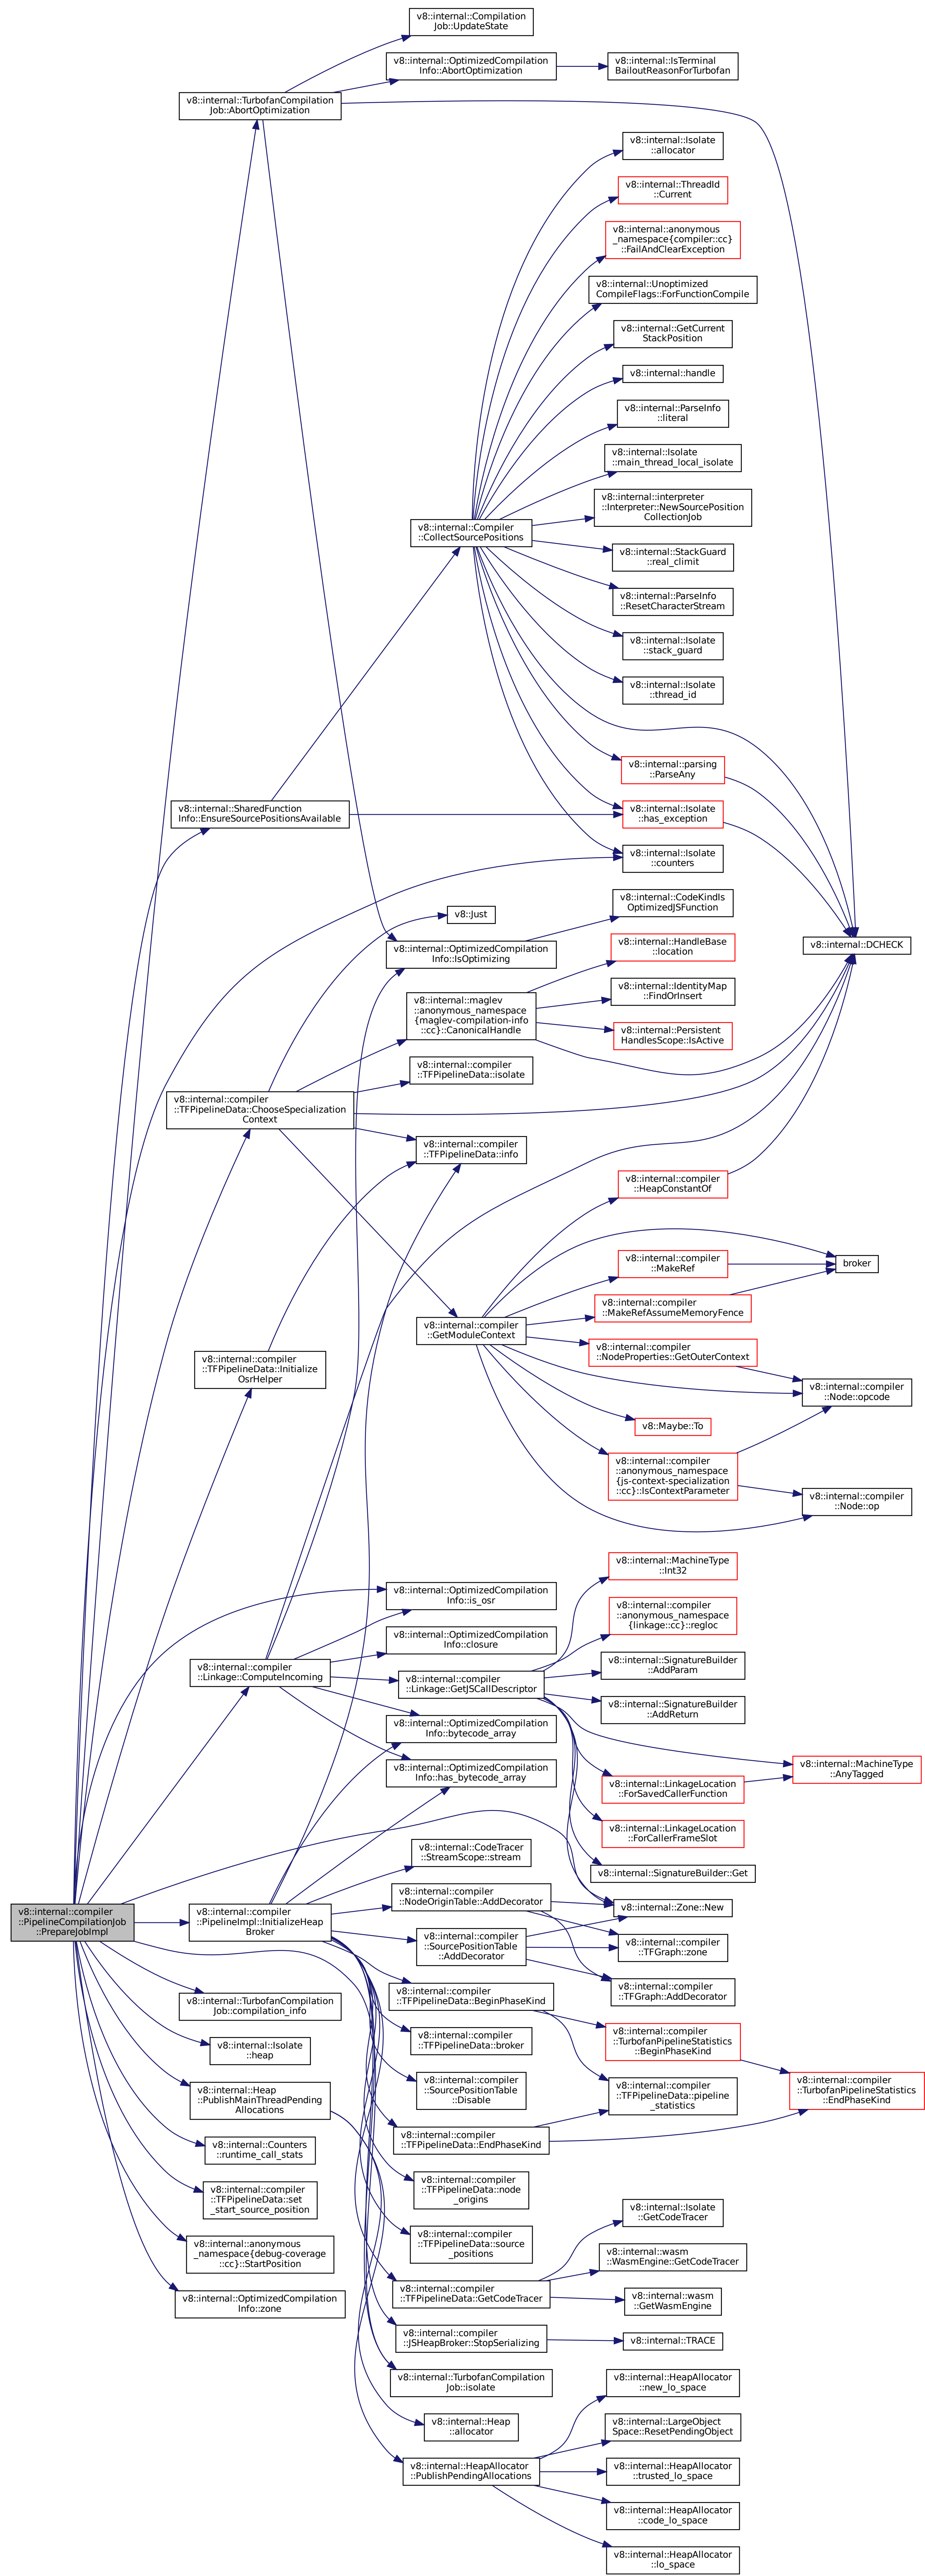 v8::internal::Compilation
Job::UpdateState
v8::internal::OptimizedCompilation
Info::AbortOptimization
v8::internal::IsTerminal
BailoutReasonForTurbofan
v8::internal::TurbofanCompilation
Job::AbortOptimization
v8::internal::Isolate
::allocator
v8::internal::ThreadId
::Current
v8::internal::anonymous
_namespace{compiler::cc}
::FailAndClearException
v8::internal::Unoptimized
CompileFlags::ForFunctionCompile
v8::internal::GetCurrent
StackPosition
v8::internal::handle
v8::internal::ParseInfo
::literal
v8::internal::Isolate
::main_thread_local_isolate
v8::internal::interpreter
::Interpreter::NewSourcePosition
CollectionJob
v8::internal::Compiler
::CollectSourcePositions
v8::internal::StackGuard
::real_climit
v8::internal::ParseInfo
::ResetCharacterStream
v8::internal::Isolate
::stack_guard
v8::internal::Isolate
::thread_id
v8::internal::parsing
::ParseAny
v8::internal::SharedFunction
Info::EnsureSourcePositionsAvailable
v8::internal::Isolate
::has_exception
v8::internal::Isolate
::counters
v8::internal::CodeKindIs
OptimizedJSFunction
v8::Just
v8::internal::OptimizedCompilation
Info::IsOptimizing
v8::internal::HandleBase
::location
v8::internal::DCHECK
v8::internal::maglev
::anonymous_namespace
{maglev-compilation-info
::cc}::CanonicalHandle
v8::internal::IdentityMap
::FindOrInsert
v8::internal::Persistent
HandlesScope::IsActive
v8::internal::compiler
::TFPipelineData::isolate
v8::internal::compiler
::TFPipelineData::ChooseSpecialization
Context
v8::internal::compiler
::TFPipelineData::info
v8::internal::compiler
::HeapConstantOf
v8::internal::compiler
::MakeRef
broker
v8::internal::compiler
::MakeRefAssumeMemoryFence
v8::internal::compiler
::GetModuleContext
v8::internal::compiler
::NodeProperties::GetOuterContext
v8::internal::compiler
::TFPipelineData::Initialize
OsrHelper
v8::internal::compiler
::Node::opcode
v8::Maybe::To
v8::internal::compiler
::anonymous_namespace
{js-context-specialization
::cc}::IsContextParameter
v8::internal::compiler
::Node::op
v8::internal::MachineType
::Int32
v8::internal::OptimizedCompilation
Info::is_osr
v8::internal::compiler
::anonymous_namespace
{linkage::cc}::regloc
v8::internal::OptimizedCompilation
Info::closure
v8::internal::SignatureBuilder
::AddParam
v8::internal::compiler
::Linkage::ComputeIncoming
v8::internal::compiler
::Linkage::GetJSCallDescriptor
v8::internal::SignatureBuilder
::AddReturn
v8::internal::OptimizedCompilation
Info::bytecode_array
v8::internal::MachineType
::AnyTagged
v8::internal::OptimizedCompilation
Info::has_bytecode_array
v8::internal::LinkageLocation
::ForSavedCallerFunction
v8::internal::LinkageLocation
::ForCallerFrameSlot
v8::internal::CodeTracer
::StreamScope::stream
v8::internal::SignatureBuilder::Get
v8::internal::compiler
::NodeOriginTable::AddDecorator
v8::internal::Zone::New
v8::internal::compiler
::PipelineCompilationJob
::PrepareJobImpl
v8::internal::compiler
::PipelineImpl::InitializeHeap
Broker
v8::internal::compiler
::SourcePositionTable
::AddDecorator
v8::internal::compiler
::TFGraph::zone
v8::internal::compiler
::TFPipelineData::BeginPhaseKind
v8::internal::compiler
::TFGraph::AddDecorator
v8::internal::TurbofanCompilation
Job::compilation_info
v8::internal::compiler
::TFPipelineData::broker
v8::internal::compiler
::TurbofanPipelineStatistics
::BeginPhaseKind
v8::internal::Isolate
::heap
v8::internal::compiler
::SourcePositionTable
::Disable
v8::internal::compiler
::TFPipelineData::pipeline
_statistics
v8::internal::compiler
::TurbofanPipelineStatistics
::EndPhaseKind
v8::internal::Heap
::PublishMainThreadPending
Allocations
v8::internal::compiler
::TFPipelineData::EndPhaseKind
v8::internal::Counters
::runtime_call_stats
v8::internal::compiler
::TFPipelineData::node
_origins
v8::internal::compiler
::TFPipelineData::set
_start_source_position
v8::internal::compiler
::TFPipelineData::source
_positions
v8::internal::Isolate
::GetCodeTracer
v8::internal::anonymous
_namespace{debug-coverage
::cc}::StartPosition
v8::internal::wasm
::WasmEngine::GetCodeTracer
v8::internal::compiler
::TFPipelineData::GetCodeTracer
v8::internal::wasm
::GetWasmEngine
v8::internal::OptimizedCompilation
Info::zone
v8::internal::compiler
::JSHeapBroker::StopSerializing
v8::internal::TRACE
v8::internal::TurbofanCompilation
Job::isolate
v8::internal::HeapAllocator
::new_lo_space
v8::internal::Heap
::allocator
v8::internal::LargeObject
Space::ResetPendingObject
v8::internal::HeapAllocator
::PublishPendingAllocations
v8::internal::HeapAllocator
::trusted_lo_space
v8::internal::HeapAllocator
::code_lo_space
v8::internal::HeapAllocator
::lo_space